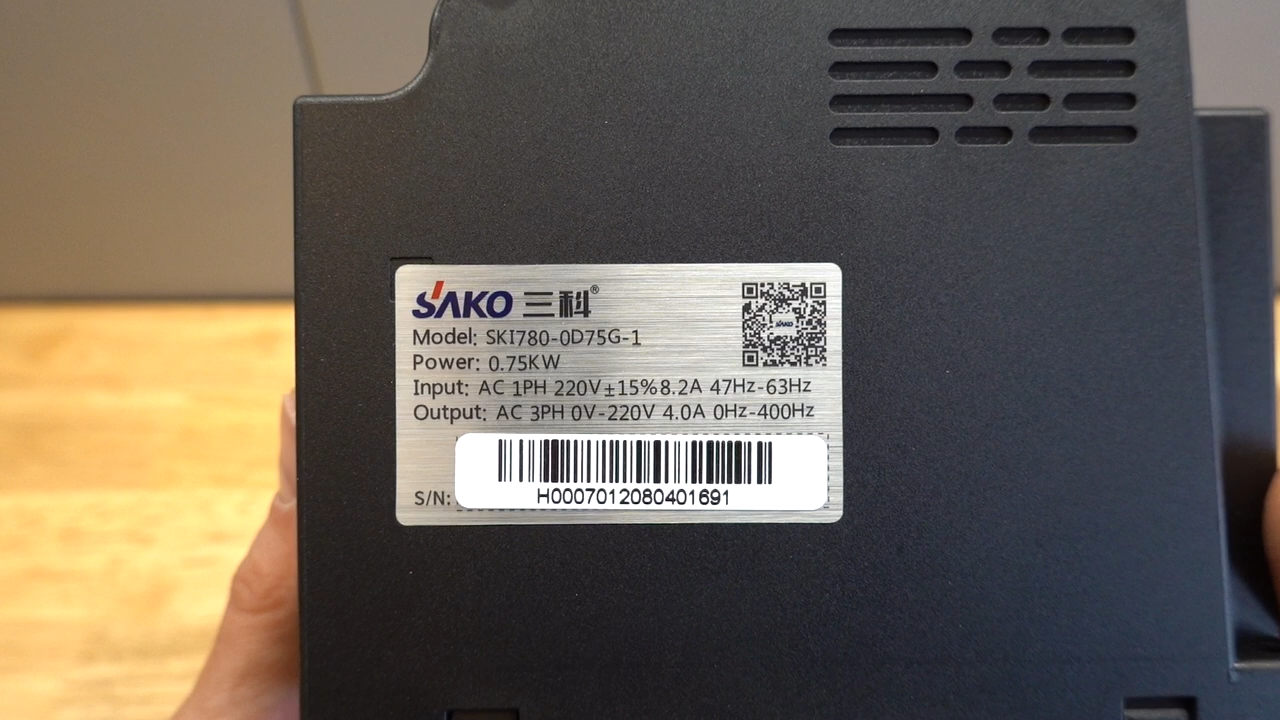 SAKO 三科®
Model: SKI780-0D75G-1
Power: 0.75KW
Input: AC 1PH 220V±15%8.2A 47Hz-63Hz
Output: AC 3PH 0V-220V 4.0A 0Hz-400Hz
S/N: H0007012080401691
SAKO